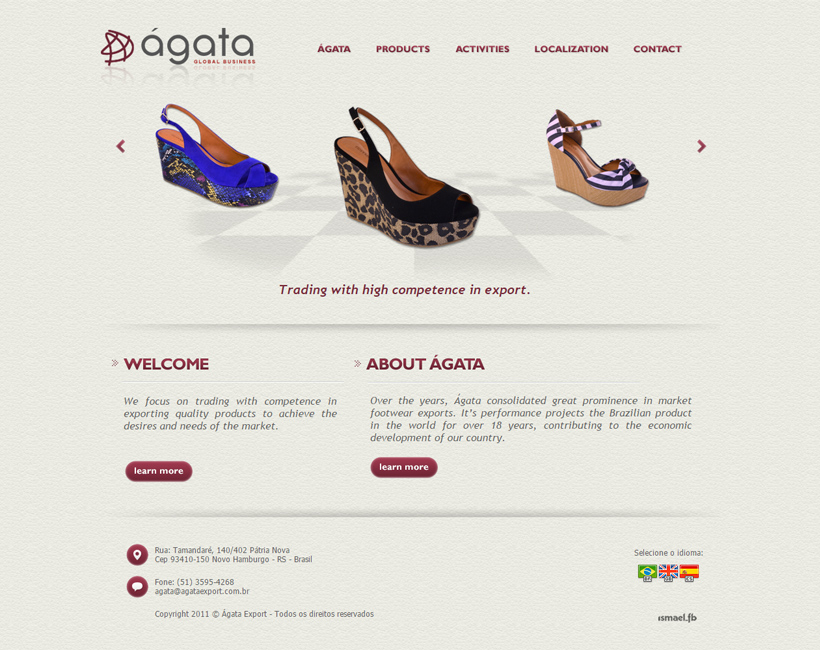 ágata
GLOBAL BUSINESS
ÁGATA PRODUCTS ACTIVITIES LOCALIZATION CONTACT
Trading with high competence in export.
WELCOME
We focus on trading with competence in
exporting quality products to achieve the
desires and needs of the market.
learn more
ABOUT ÁGATA
Over the years, Ágata consolidated great prominence in market
footwear exports. It's performance projects the Brazilian product
in the world for over 18 years, contributing to the economic
development of our country.
learn more
Rua: Tamandaré, 140/402 Pátria Nova
Cep 93410-150 Novo Hamburgo - RS - Brasil
Fone: (51) 3595-4268
agata@agataexport.com.br
Copyright 2011 © Ágata Export - Todos os direitos reservados
Selecione o idioma:
ismael.fb